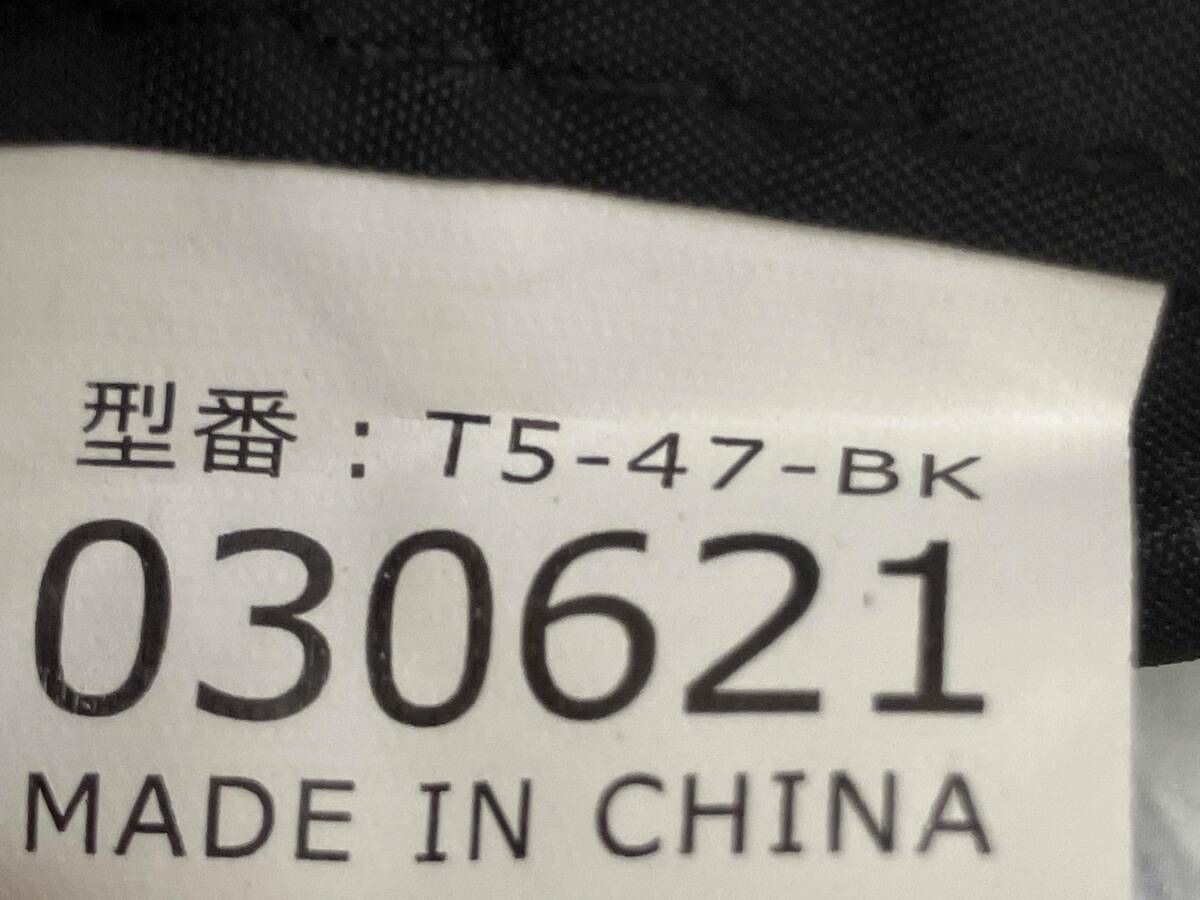 型番：T5-47-BK
030621
MADE IN CHINA